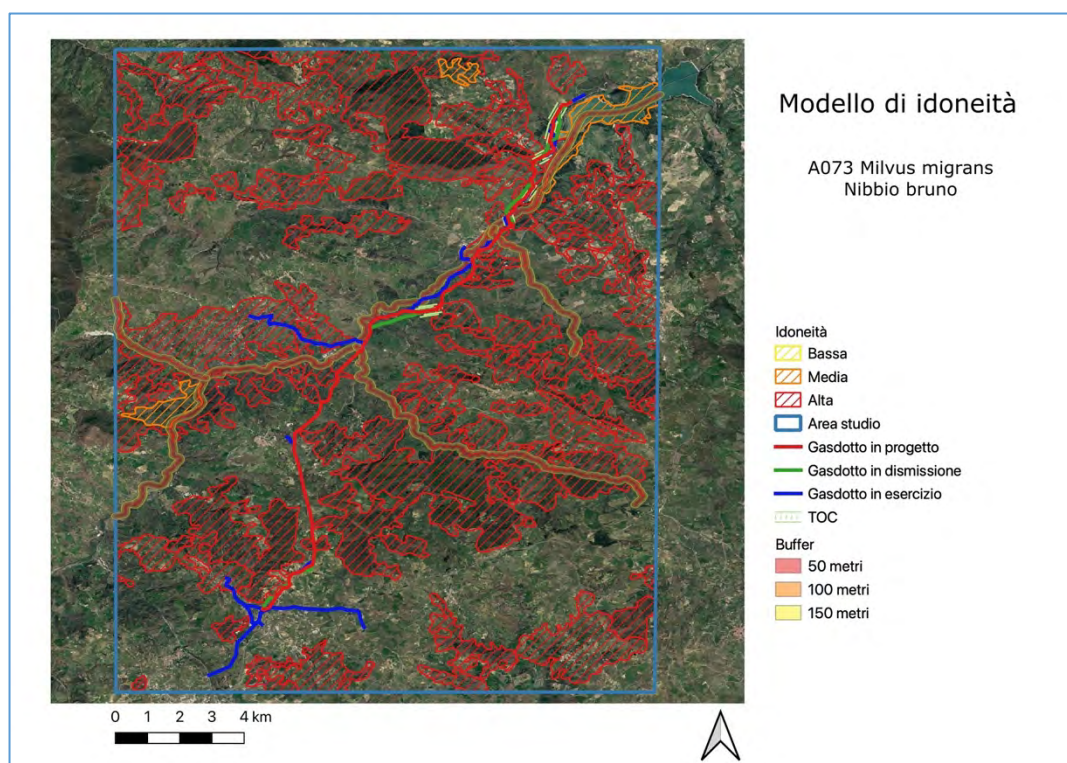 Modello di idoneità
A073 Milvus migrans
Nibbio bruno
Idoneità
Bassa
Media
Alta
Area studio
Gasdotto in progetto
Gasdotto in dismissione
Gasdotto in esercizio
TOC
Buffer
50 metri
100 metri
150 metri
0 1 2 3 4 km